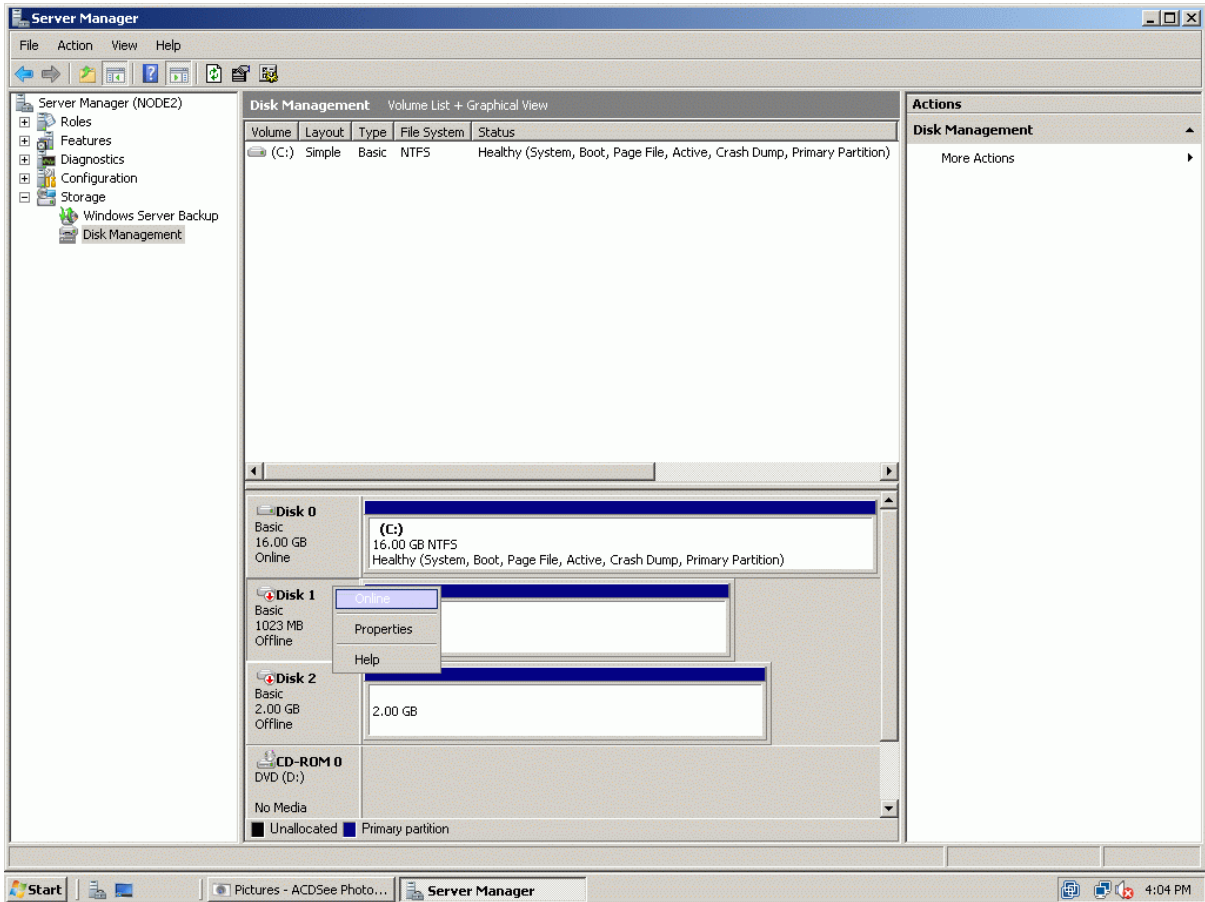 Server Manager
File Action View Help
Server Manager (NODE2)
Roles
Features
Diagnostics
Configuration
Storage
Windows Server Backup
Disk Management
Disk Management Volume List + Graphical View
Volume Layout Type File System Status
(C:) Simple Basic NTFS Healthy (System, Boot, Page File, Active, Crash Dump, Primary Partition)
Disk 0
Basic
16.00 GB
Online
(C:)
16.00 GB NTFS
Healthy (System, Boot, Page File, Active, Crash Dump, Primary Partition)
Disk 1
Basic
1023 MB
Offline
Online
Properties
Help
Disk 2
Basic
2.00 GB
Offline
2.00 GB
CD-ROM 0
DVD (D:)
No Media
Unallocated Primary partition
Actions
Disk Management
More Actions
Start Pictures - ACDSee Photo... Server Manager 4:04 PM